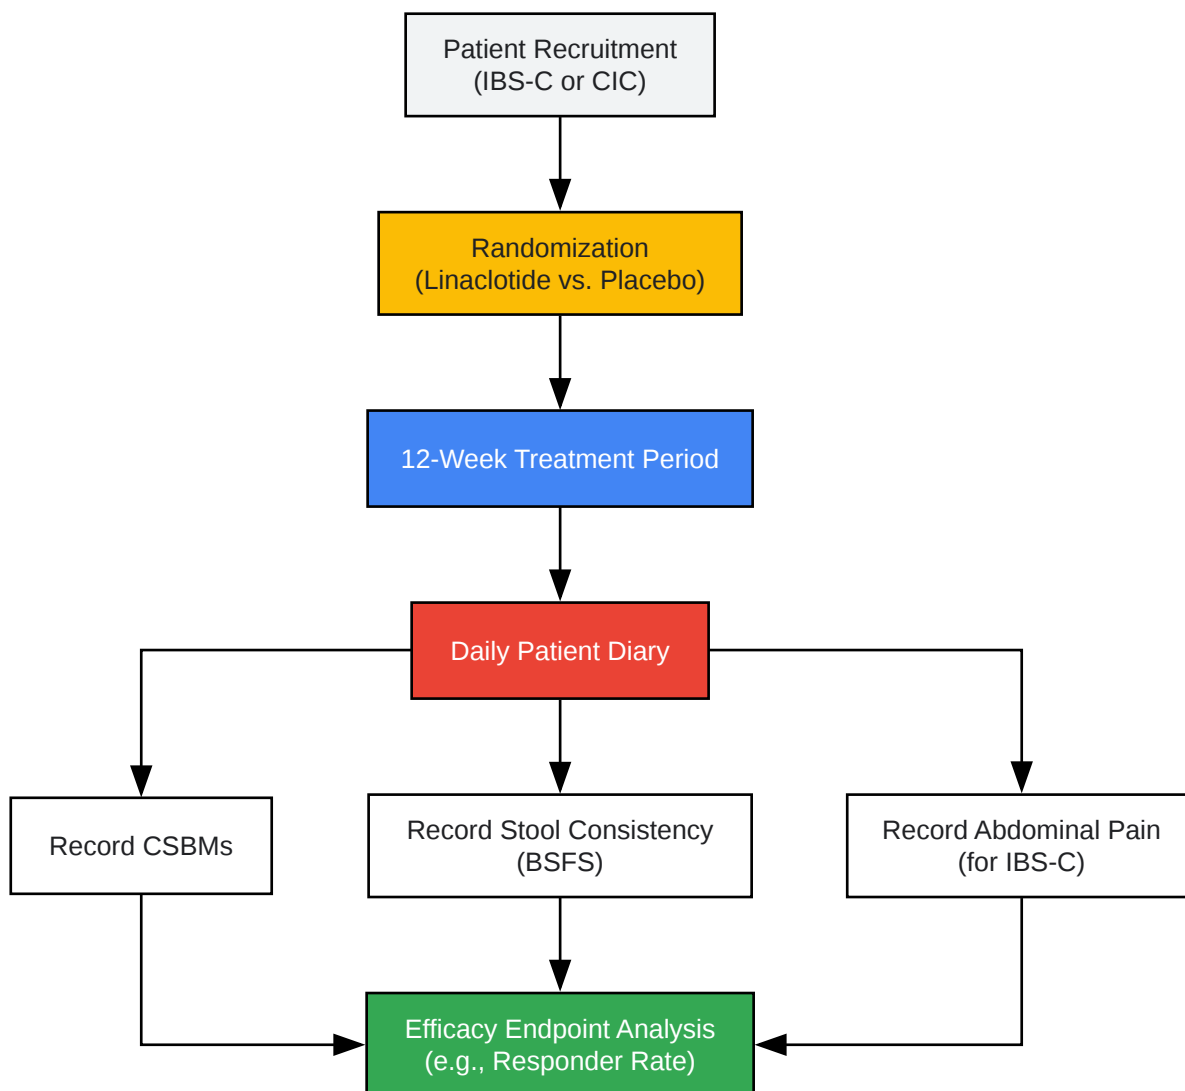 Patient Recruitment
(IBS-C or CIC)
Randomization
(Linaclotide vs. Placebo)
12-Week Treatment Period
Daily Patient Diary
Record CSBMs
Record Stool Consistency
(BSFS)
Record Abdominal Pain
(for IBS-C)
Efficacy Endpoint Analysis
(e.g., Responder Rate)